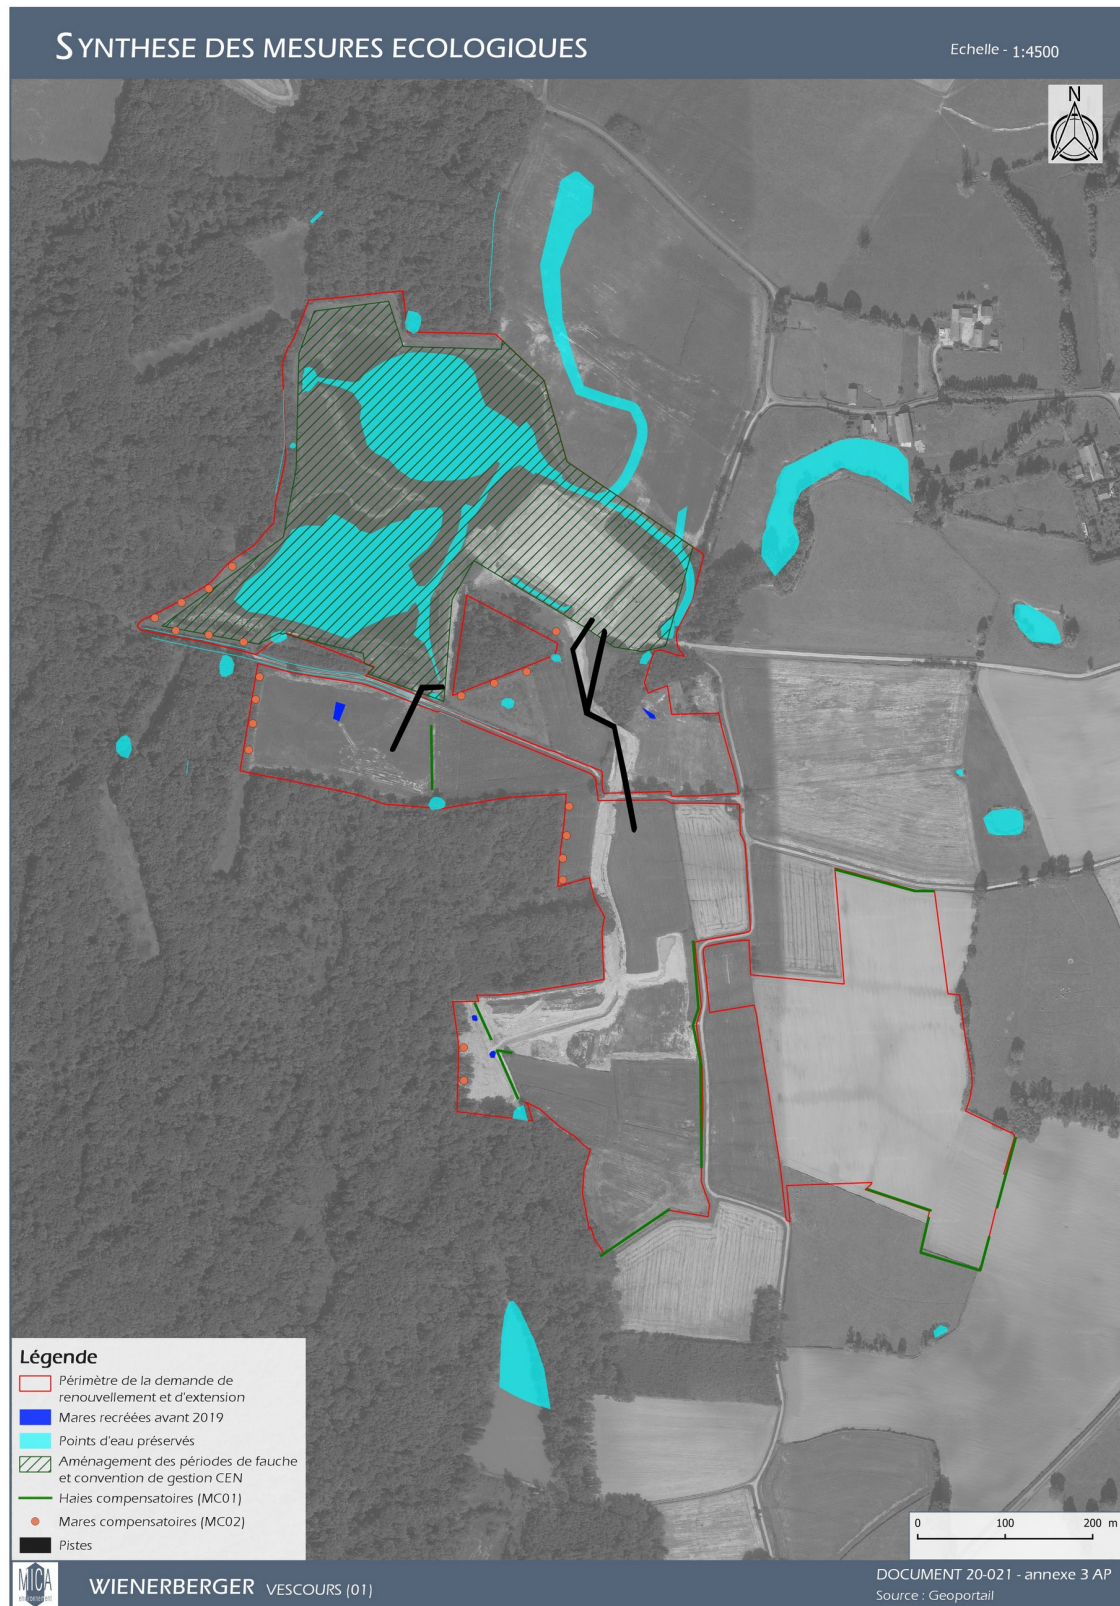 SYNTHESE DES MESURES ECOLOGIQUES
Echelle - 1:4500
N
Légende
Périmètre de la demande de
renouvellement et d'extension
Mares recréées avant 2019
Points d'eau préservés
Aménagement des périodes de fauche
et convention de gestion CEN
Haies compensatoires (MC01)
Mares compensatoires (MC02)
Pistes
0 100 200 m
MICA
environnement
WIENERBERGER VESCOURS (01)
DOCUMENT 20-021 - annexe 3 AP
Source : Geoportail